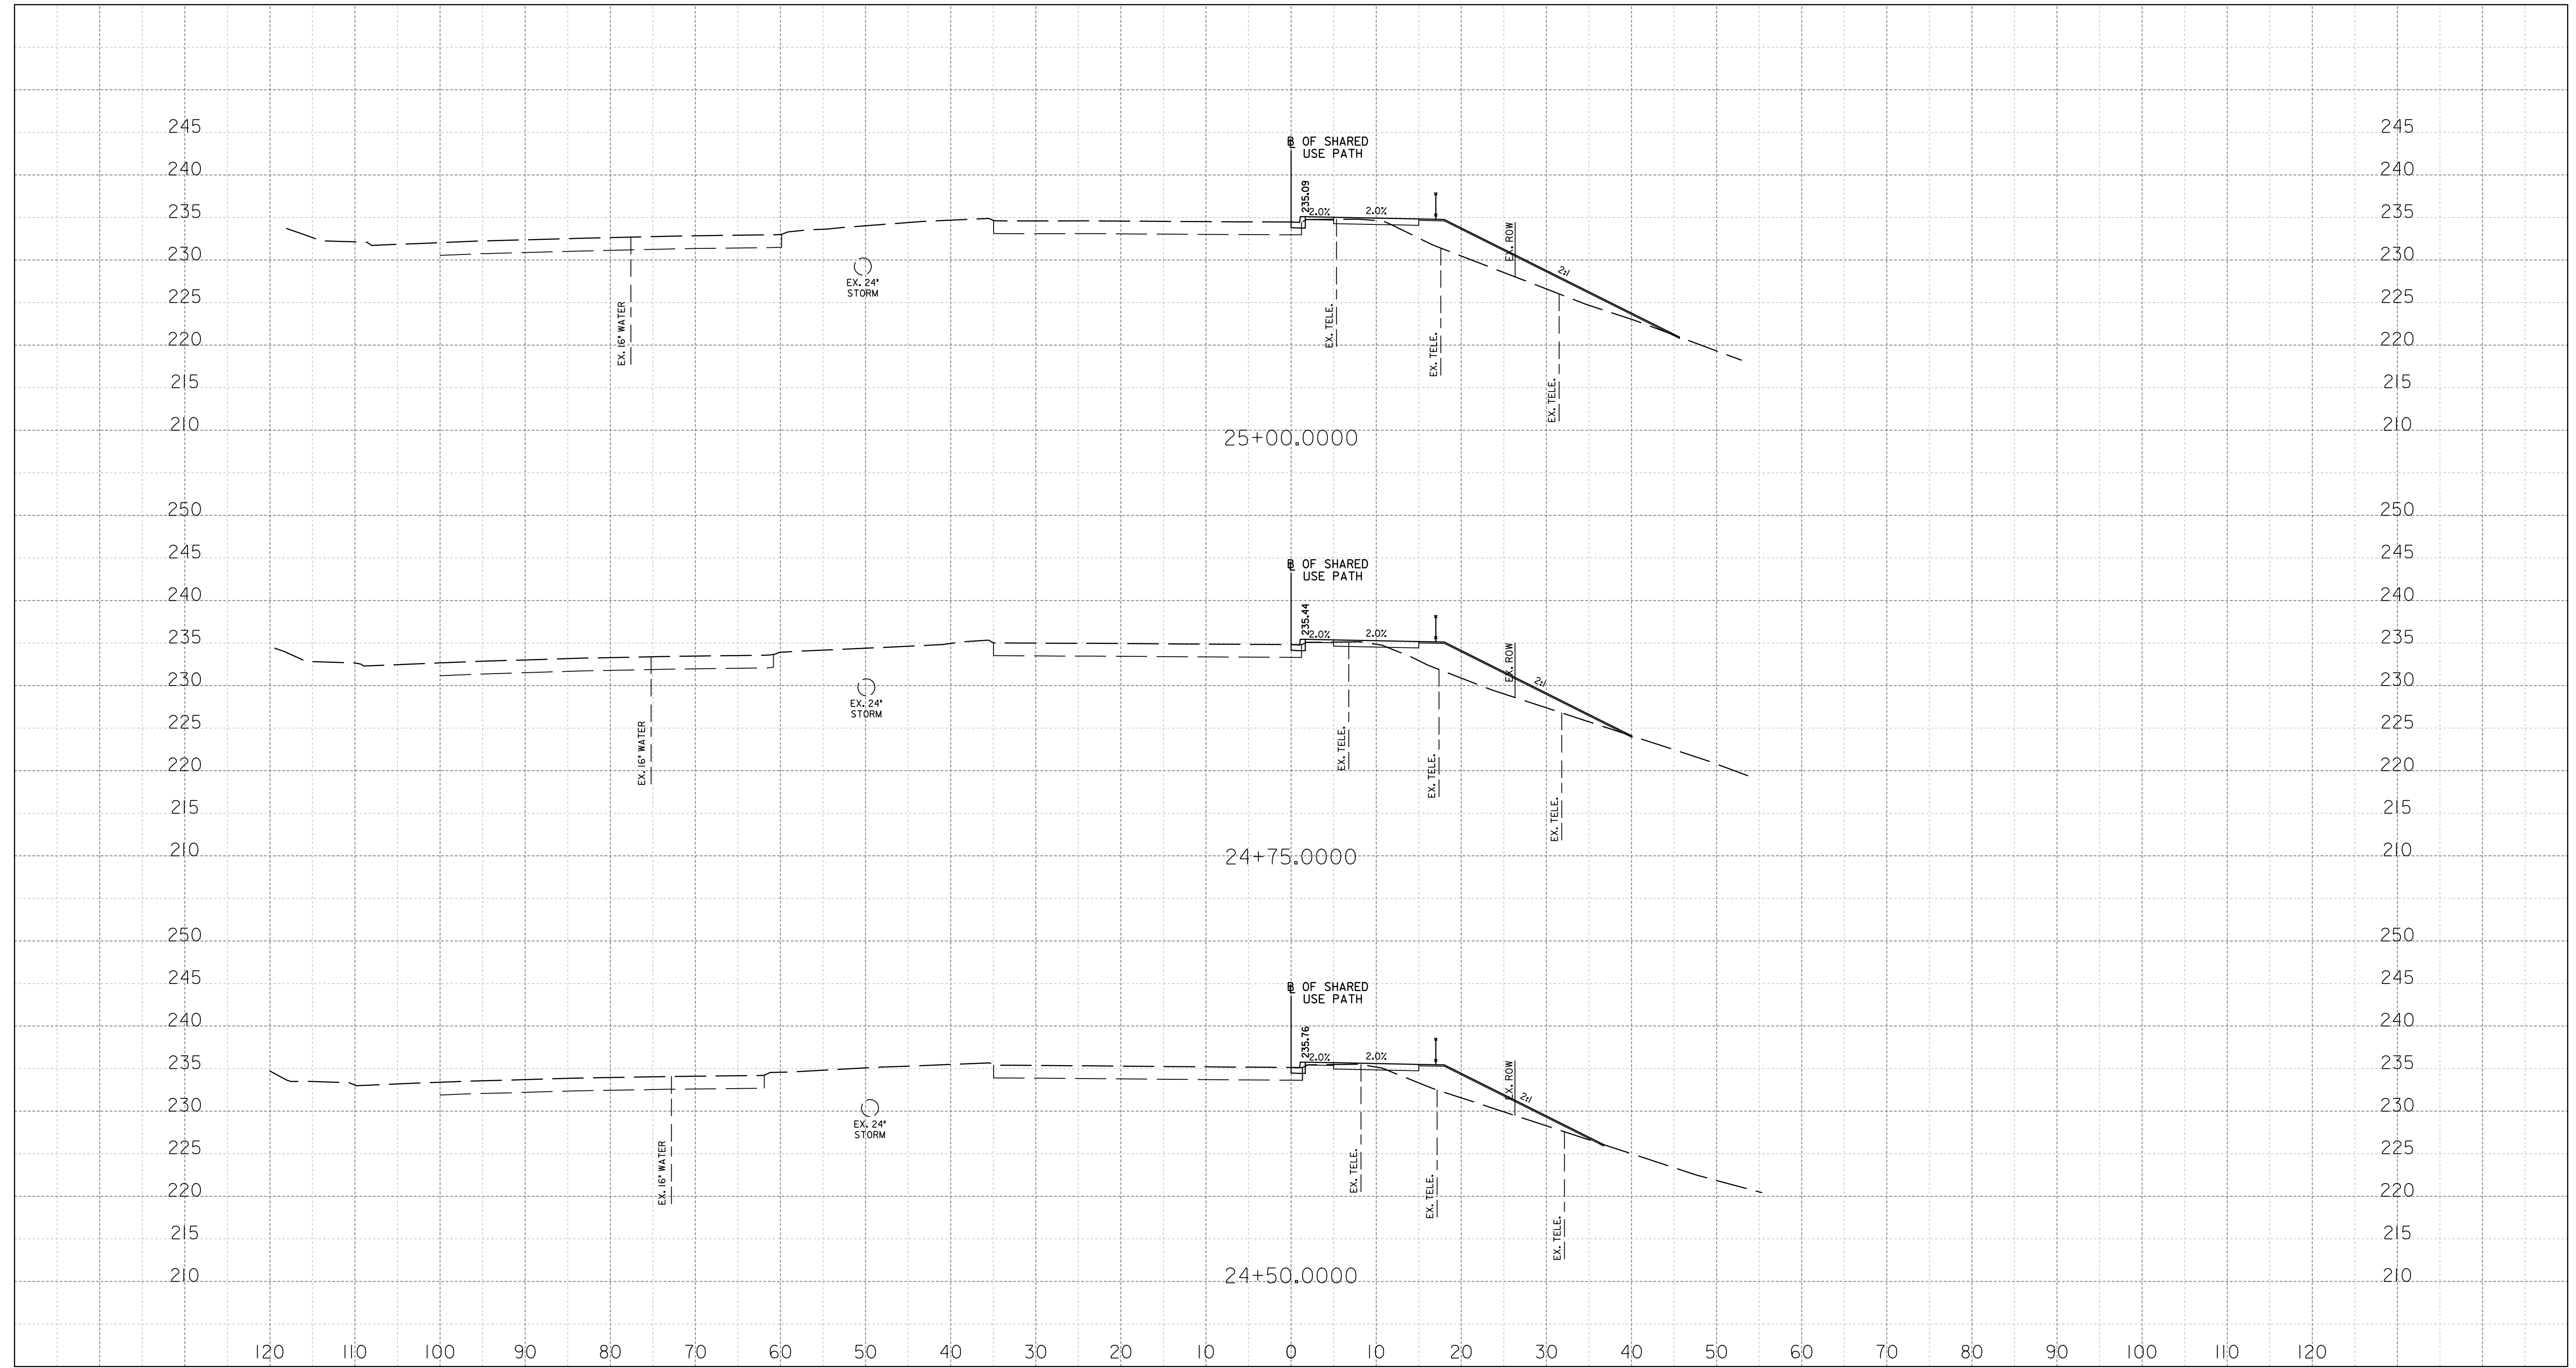 245 245
℄ OF SHARED
USE PATH
240 240
235.09
235 2.0% 2.0% 235
EX. ROW
230 230
2:1
EX. 24"
STORM
225 225
EX. 16" WATER
EX. TELE.
EX. TELE.
EX. TELE.
220 220
215 215
210 210
25+00.0000
250 250
245 245
℄ OF SHARED
USE PATH
240 240
235.44
235 2.0% 2.0% 235
EX. ROW
230 2:1 230
EX. 24"
STORM
225 225
EX. 16" WATER
EX. TELE.
EX. TELE.
EX. TELE.
220 220
215 215
210 210
24+75.0000
250 250
245 245
℄ OF SHARED
USE PATH
240 240
235.76
235 2.0% 2.0% 235
EX. ROW
230 2:1 230
EX. 24"
STORM
225 225
EX. 16" WATER
EX. TELE.
EX. TELE.
EX. TELE.
220 220
215 215
210 210
24+50.0000
120 110 100 90 80 70 60 50 40 30 20 10 0 10 20 30 40 50 60 70 80 90 100 110 120